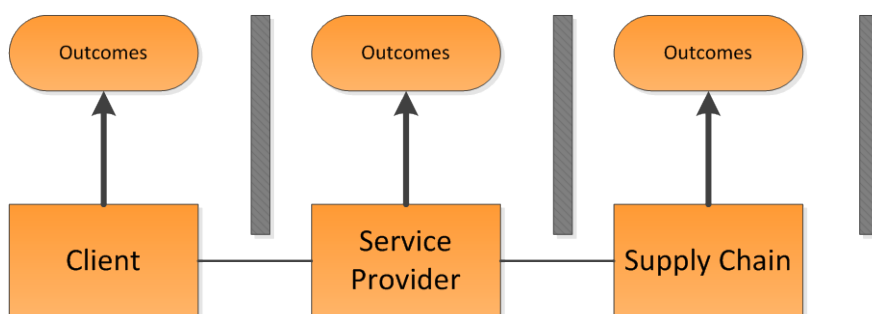 Outcomes
Outcomes
Outcomes
Client
Service
Provider
Supply Chain